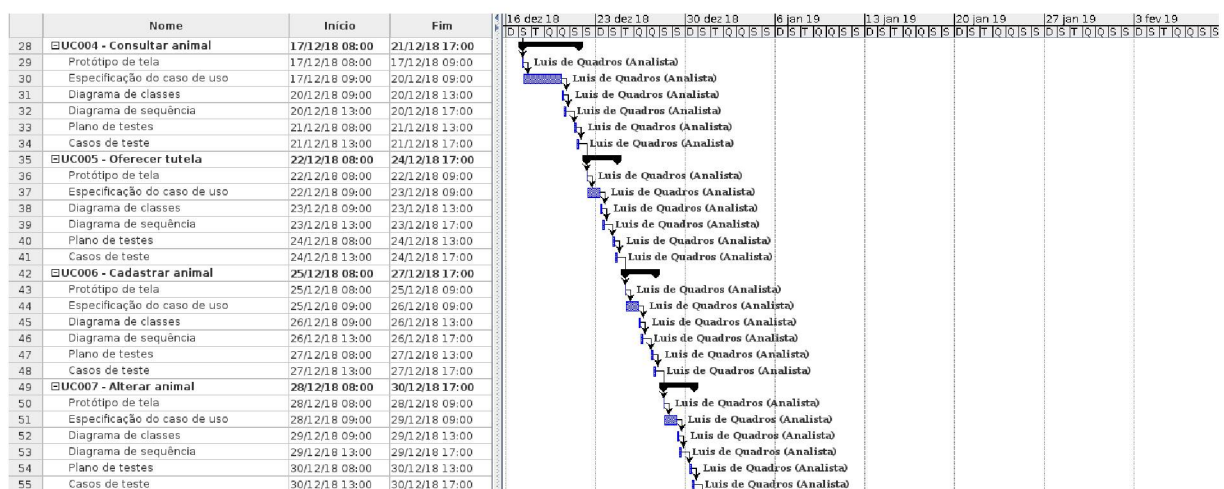 Nome Início Fim 16 dez 18 23 dez 18 30 dez 18 6 jan 19 13 jan 19 20 jan 19 27 jan 19 3 fev 19
D S T Q Q S S D S T Q Q S S D S T Q Q S S D S T Q Q S S D S T Q Q S S D S T Q Q S S D S T Q Q S S D S T Q Q S
28 UC004 - Consultar animal 17/12/18 08:00 21/12/18 17:00
29 Protótipo de tela 17/12/18 08:00 17/12/18 09:00 Luis de Quadros (Analista)
30 Especificação do caso de uso 17/12/18 09:00 20/12/18 09:00 Luis de Quadros (Analista)
31 Diagrama de classes 20/12/18 09:00 20/12/18 13:00 Luis de Quadros (Analista)
32 Diagrama de sequência 20/12/18 13:00 20/12/18 17:00 Luis de Quadros (Analista)
33 Plano de testes 21/12/18 08:00 21/12/18 13:00 Luis de Quadros (Analista)
34 Casos de teste 21/12/18 13:00 21/12/18 17:00 Luis de Quadros (Analista)
35 UC005 - Oferecer tutela 22/12/18 08:00 24/12/18 17:00
36 Protótipo de tela 22/12/18 08:00 22/12/18 09:00 Luis de Quadros (Analista)
37 Especificação do caso de uso 22/12/18 09:00 23/12/18 09:00 Luis de Quadros (Analista)
38 Diagrama de classes 23/12/18 09:00 23/12/18 13:00 Luis de Quadros (Analista)
39 Diagrama de sequência 23/12/18 13:00 23/12/18 17:00 Luis de Quadros (Analista)
40 Plano de testes 24/12/18 08:00 24/12/18 13:00 Luis de Quadros (Analista)
41 Casos de teste 24/12/18 13:00 24/12/18 17:00 Luis de Quadros (Analista)
42 UC006 - Cadastrar animal 25/12/18 08:00 27/12/18 17:00
43 Protótipo de tela 25/12/18 08:00 25/12/18 09:00 Luis de Quadros (Analista)
44 Especificação do caso de uso 25/12/18 09:00 26/12/18 09:00 Luis de Quadros (Analista)
45 Diagrama de classes 26/12/18 09:00 26/12/18 13:00 Luis de Quadros (Analista)
46 Diagrama de sequência 26/12/18 13:00 26/12/18 17:00 Luis de Quadros (Analista)
47 Plano de testes 27/12/18 08:00 27/12/18 13:00 Luis de Quadros (Analista)
48 Casos de teste 27/12/18 13:00 27/12/18 17:00 Luis de Quadros (Analista)
49 UC007 - Alterar animal 28/12/18 08:00 30/12/18 17:00
50 Protótipo de tela 28/12/18 08:00 28/12/18 09:00 Luis de Quadros (Analista)
51 Especificação do caso de uso 28/12/18 09:00 29/12/18 09:00 Luis de Quadros (Analista)
52 Diagrama de classes 29/12/18 09:00 29/12/18 13:00 Luis de Quadros (Analista)
53 Diagrama de sequência 29/12/18 13:00 29/12/18 17:00 Luis de Quadros (Analista)
54 Plano de testes 30/12/18 08:00 30/12/18 13:00 Luis de Quadros (Analista)
55 Casos de teste 30/12/18 13:00 30/12/18 17:00 Luis de Quadros (Analista)